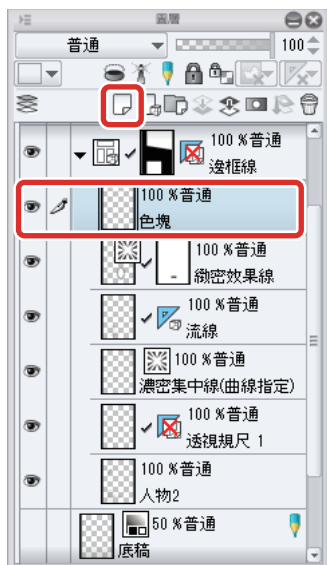 圖層
普通 100
100 %普通
邊框線
100 %普通
色塊
100 %普通
緻密效果線
100 %普通
流線
100 %普通
濃密集中線(曲線指定)
100 %普通
透視規尺 1
100 %普通
人物2
50 %普通
底稿